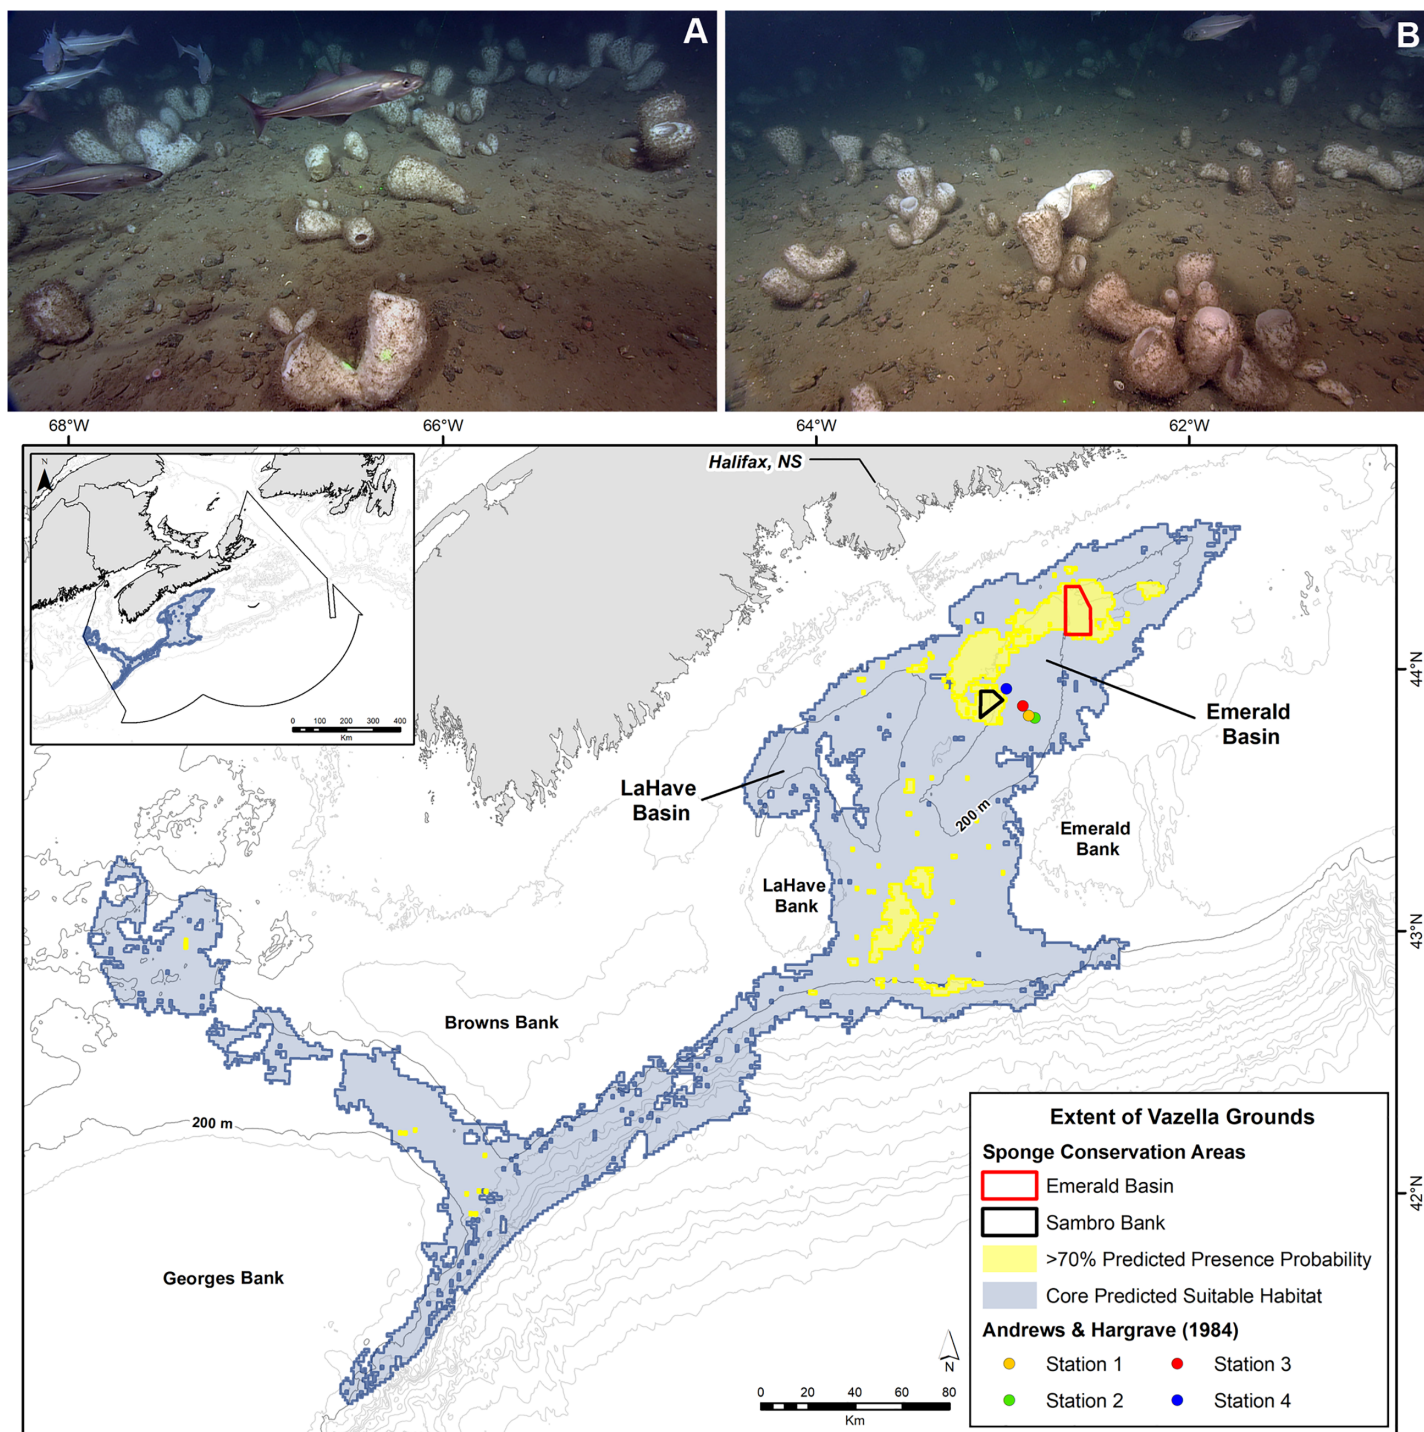 A
B
68°W
66°W
64°W
62°W
N
Halifax, NS
0 100 200 300 400
Km
44°N
Emerald
Basin
LaHave
Basin
200 m
Emerald
Bank
LaHave
Bank
43°N
Browns Bank
200 m
42°N
Georges Bank
N
0 20 40 60 80
Km
Extent of Vazella Grounds
Sponge Conservation Areas
Emerald Basin
Sambro Bank
>70% Predicted Presence Probability
Core Predicted Suitable Habitat
Andrews & Hargrave (1984)
Station 1
Station 3
Station 2
Station 4